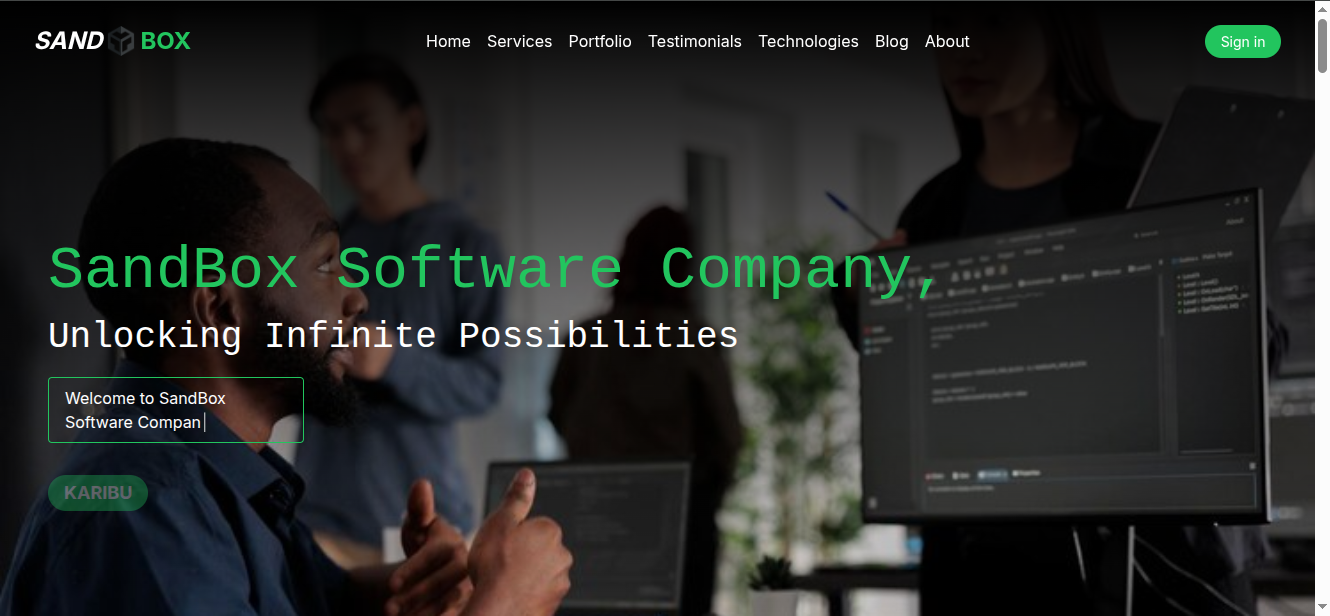 SAND BOX
Home Services Portfolio Testimonials Technologies Blog About
Sign in
SandBox Software Company,
Unlocking Infinite Possibilities
Welcome to SandBox
Software Compan
KARIBU